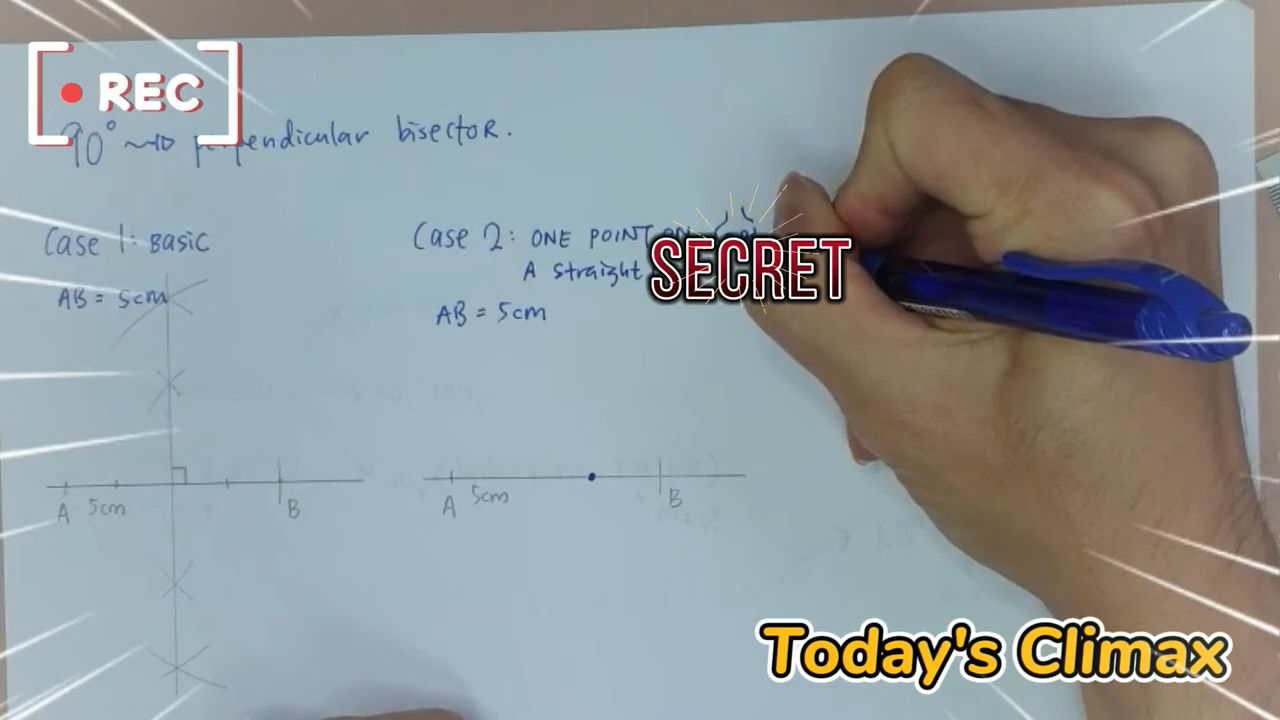 REC
90° ⟿ perpendicular bisector.
Case 1: BASIC
AB = 5cm
Case 2: ONE POINT ON
A straight
SECRET
AB = 5cm
A 5cm B
A 5cm B
Today's Climax